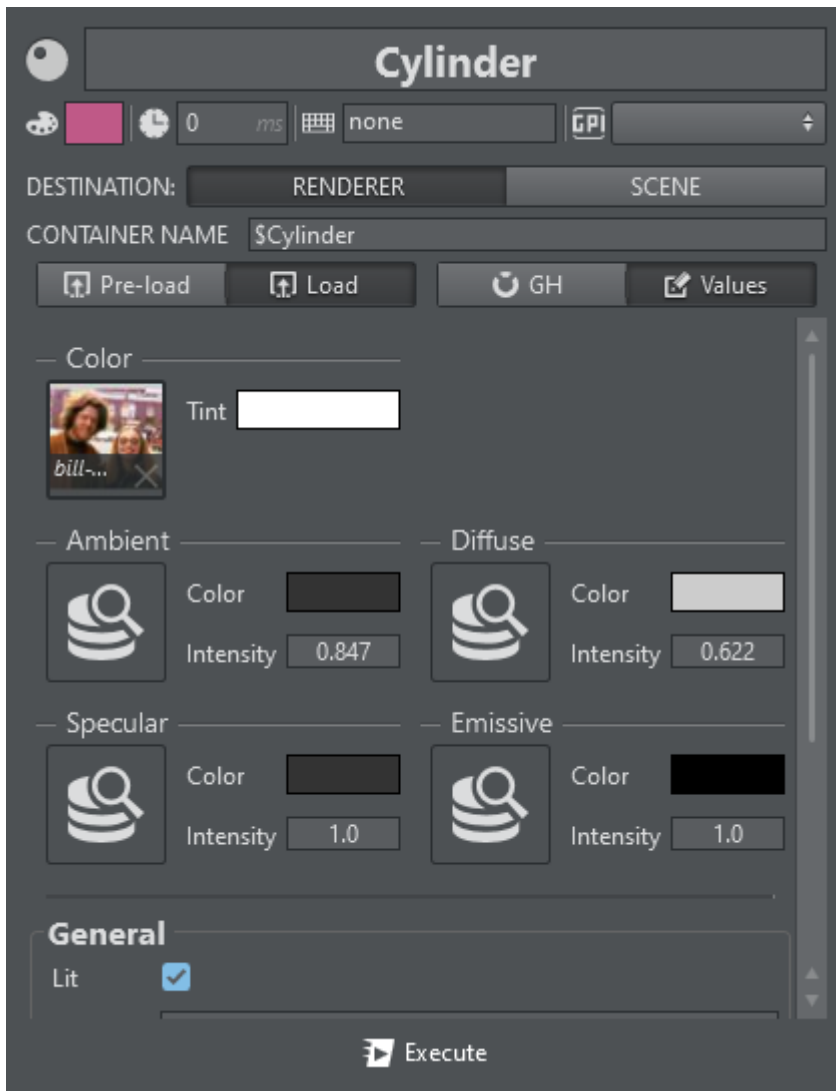 Cylinder
0 ms none GPI
DESTINATION: RENDERER SCENE
CONTAINER NAME $Cylinder
Pre-load Load GH Values
Color
Tint
bill-...
Ambient Diffuse
Color Color
Intensity 0.847 Intensity 0.622
Specular Emissive
Color Color
Intensity 1.0 Intensity 1.0
General
Lit
Execute